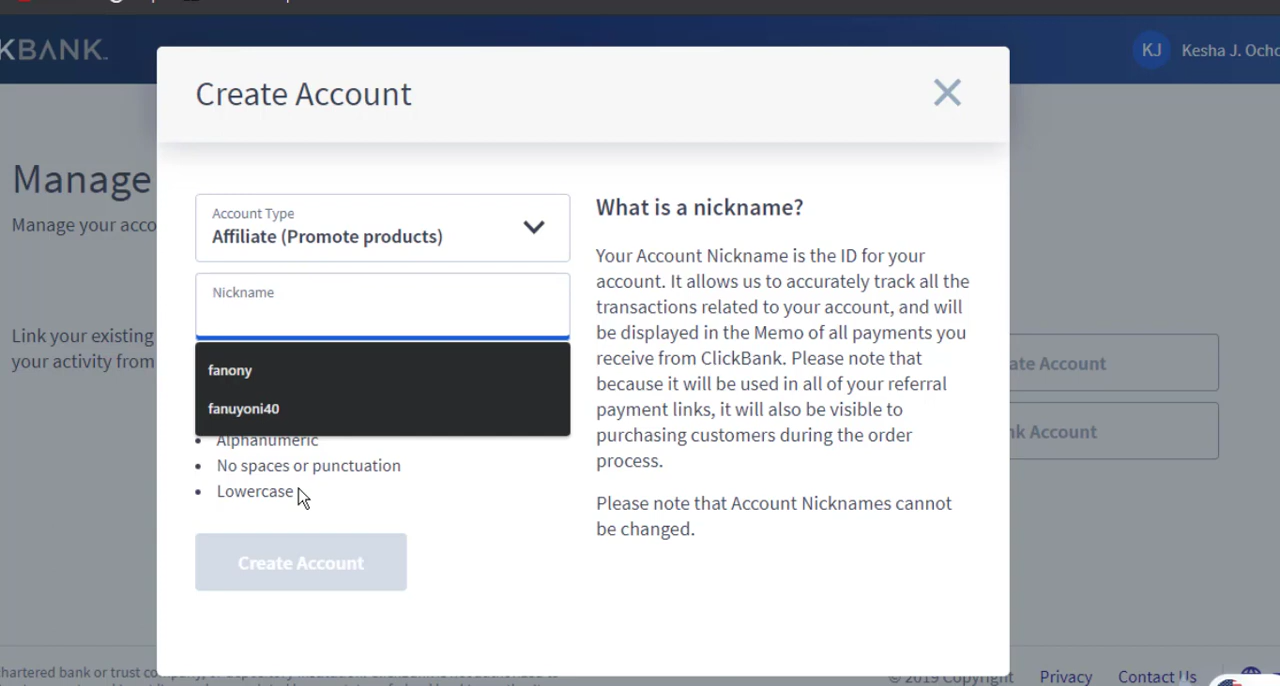 KBANK.
KJ
Kesha J. Ocho
Create Account
Manage
Manage your acco
Account Type
Affiliate (Promote products)
Nickname
fanony
fanuyoni40
Alphanumeric
No spaces or punctuation
Lowercase
Create Account
What is a nickname?
Your Account Nickname is the ID for your
account. It allows us to accurately track all the
transactions related to your account, and will
be displayed in the Memo of all payments you
receive from ClickBank. Please note that
because it will be used in all of your referral
payment links, it will also be visible to
purchasing customers during the order
process.
Please note that Account Nicknames cannot
be changed.
Link your existing
your activity from
ate Account
nk Account
© 2019 Copyright
Privacy
Contact Us